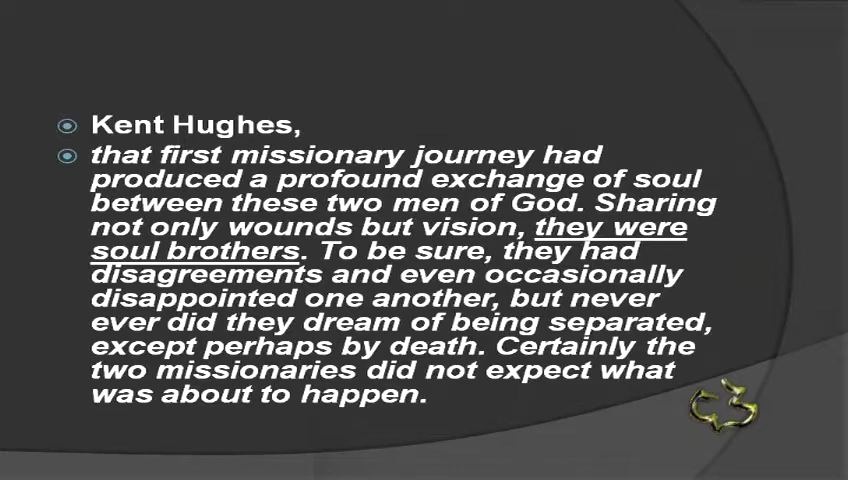 Kent Hughes,
that first missionary journey had
produced a profound exchange of soul
between these two men of God. Sharing
not only wounds but vision, they were
soul brothers. To be sure, they had
disagreements and even occasionally
disappointed one another, but never
ever did they dream of being separated,
except perhaps by death. Certainly the
two missionaries did not expect what
was about to happen.